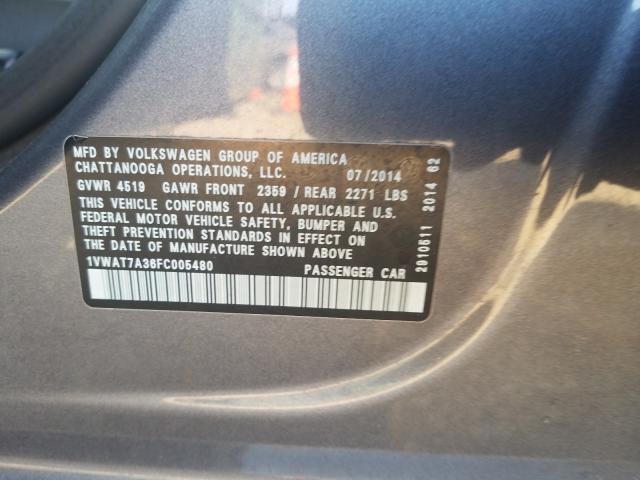 MFD BY VOLKSWAGEN GROUP OF AMERICA
CHATTANOOGA OPERATIONS, LLC. 07/2014
GVWR 4519 GAWR FRONT 2359 / REAR 2271 LBS
THIS VEHICLE CONFORMS TO ALL APPLICABLE U.S.
FEDERAL MOTOR VEHICLE SAFETY, BUMPER AND
THEFT PREVENTION STANDARDS IN EFFECT ON
THE DATE OF MANUFACTURE SHOWN ABOVE
1VWAT7A36FC005480 PASSENGER CAR
2910611 2014 62